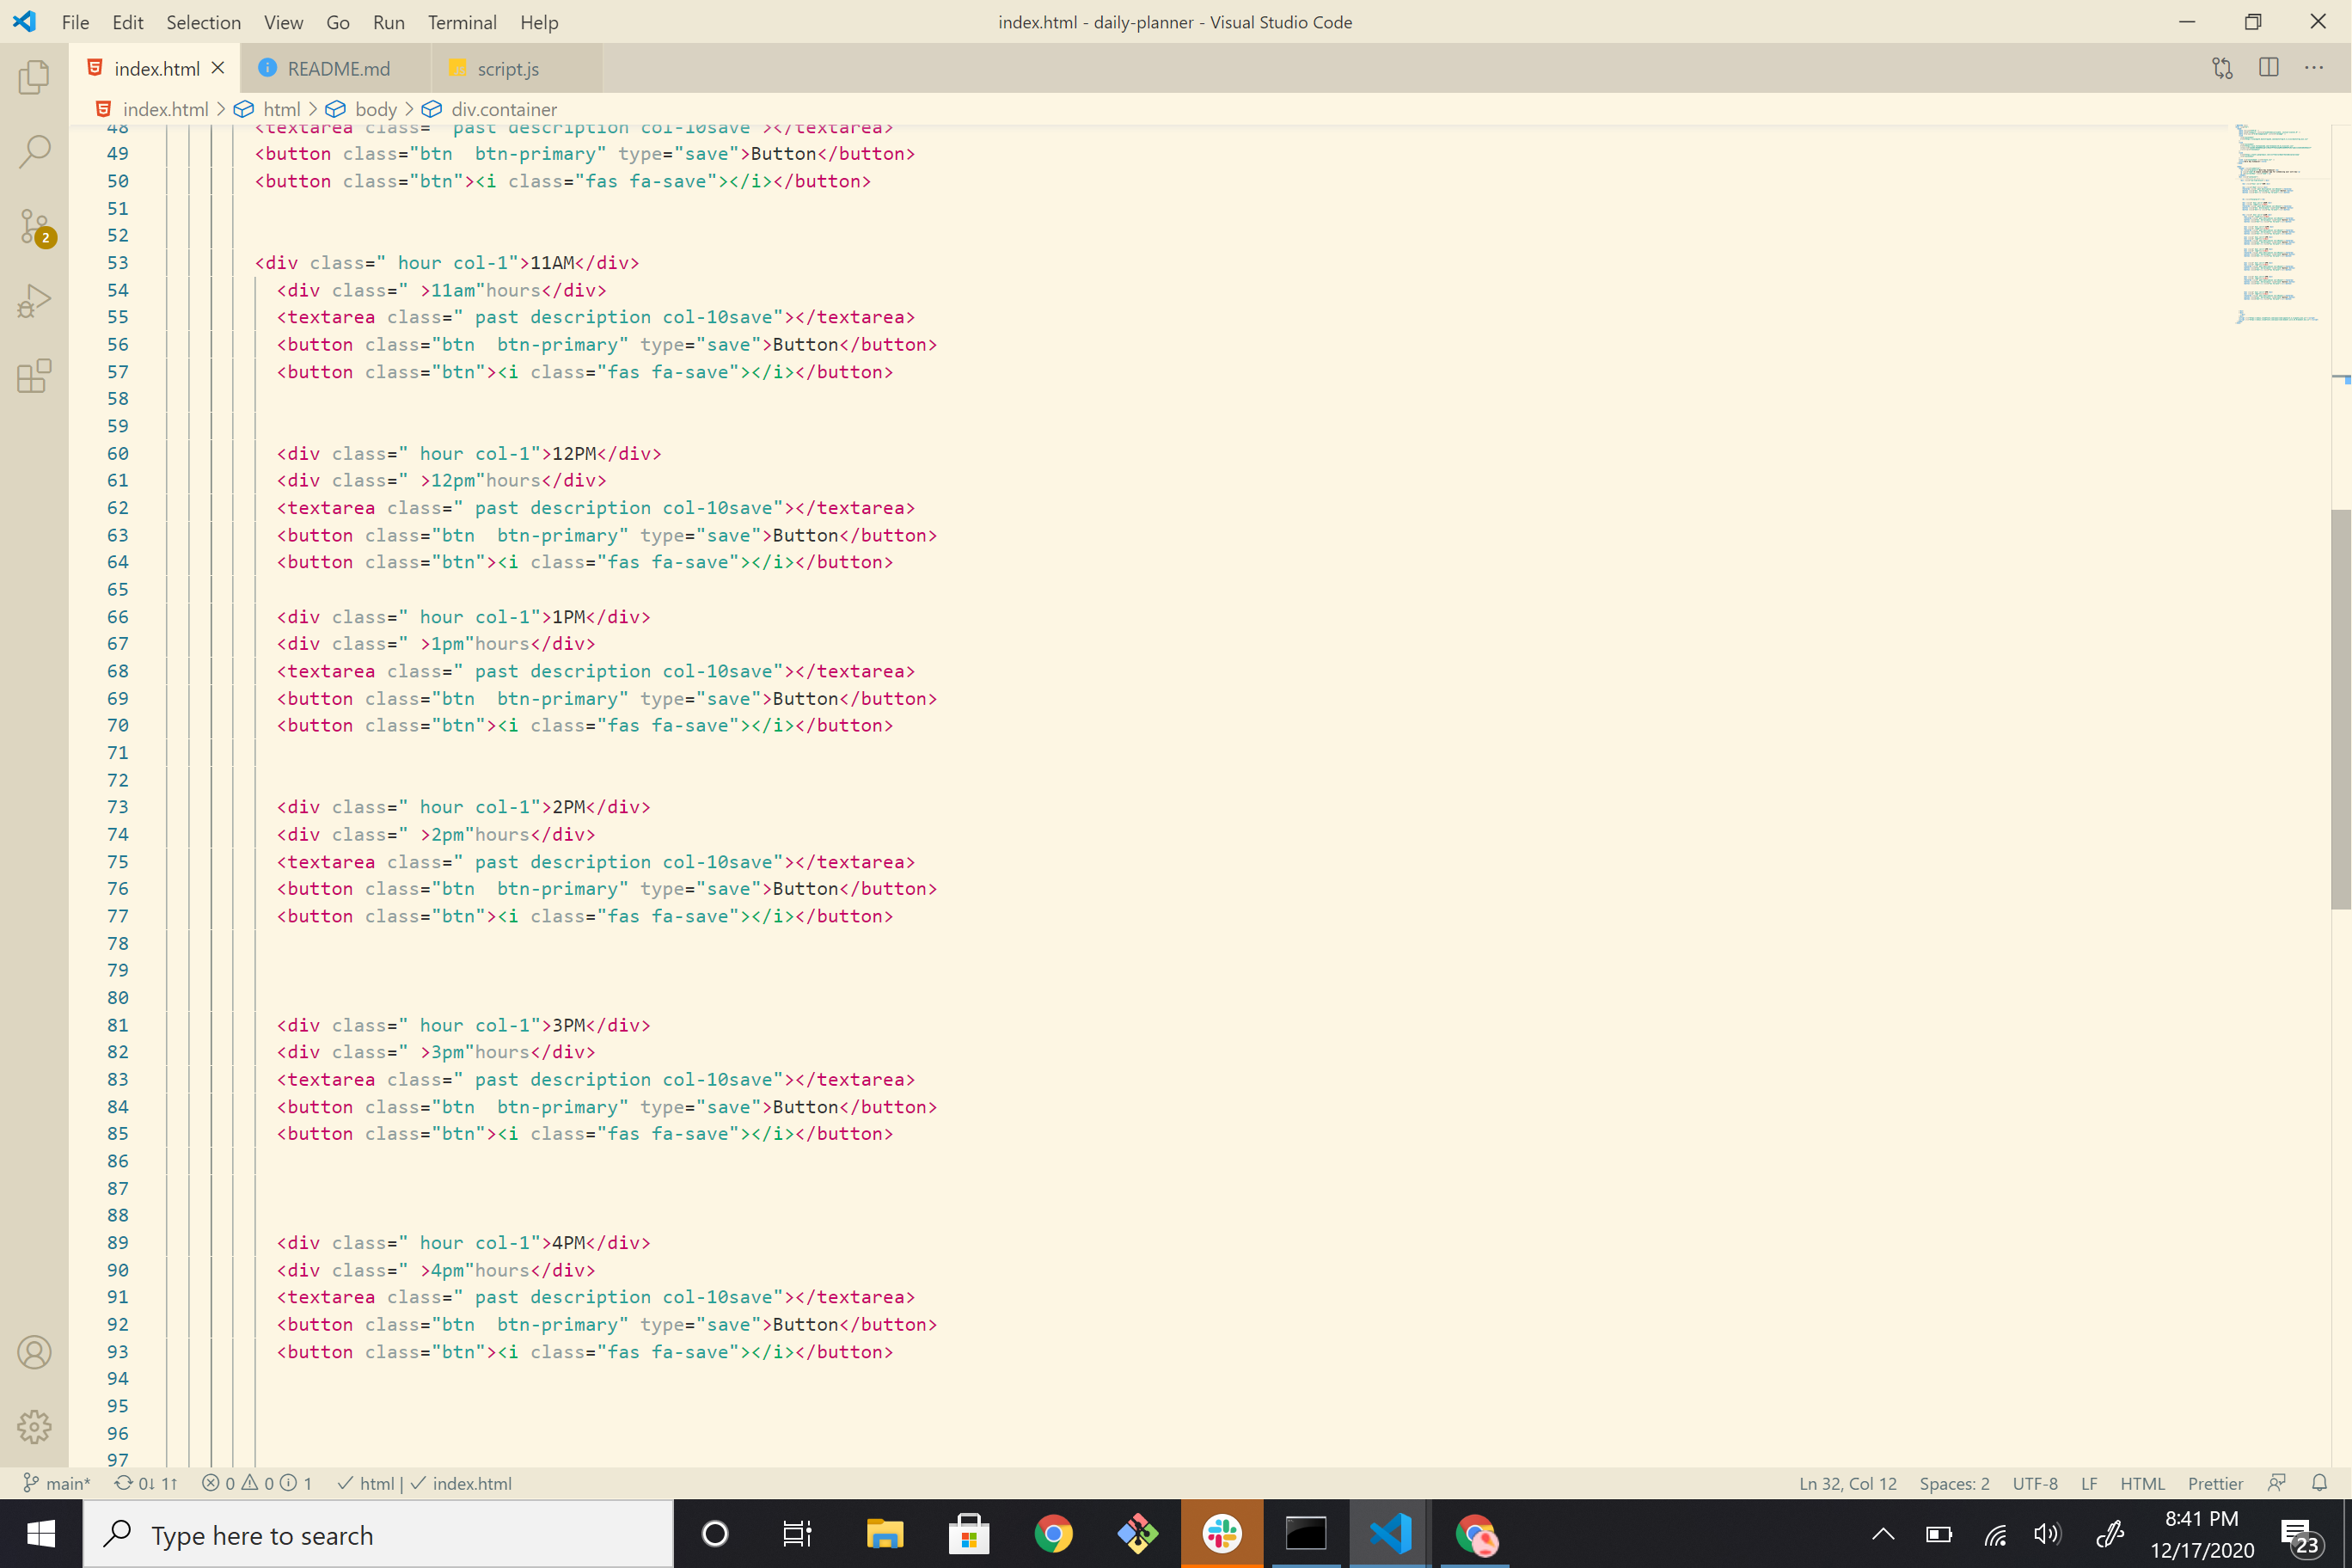 File Edit Selection View Go Run Terminal Help
index.html - daily-planner - Visual Studio Code
index.html README.md script.js
index.html > html > body > div.container
48 <textarea class=" past description col-10save"></textarea>
49 <button class="btn  btn-primary" type="save">Button</button>
50 <button class="btn"><i class="fas fa-save"></i></button>
51
52
53 <div class=" hour col-1">11AM</div>
54 <div class=" >11am"hours</div>
55 <textarea class=" past description col-10save"></textarea>
56 <button class="btn  btn-primary" type="save">Button</button>
57 <button class="btn"><i class="fas fa-save"></i></button>
58
59
60 <div class=" hour col-1">12PM</div>
61 <div class=" >12pm"hours</div>
62 <textarea class=" past description col-10save"></textarea>
63 <button class="btn  btn-primary" type="save">Button</button>
64 <button class="btn"><i class="fas fa-save"></i></button>
65
66 <div class=" hour col-1">1PM</div>
67 <div class=" >1pm"hours</div>
68 <textarea class=" past description col-10save"></textarea>
69 <button class="btn  btn-primary" type="save">Button</button>
70 <button class="btn"><i class="fas fa-save"></i></button>
71
72
73 <div class=" hour col-1">2PM</div>
74 <div class=" >2pm"hours</div>
75 <textarea class=" past description col-10save"></textarea>
76 <button class="btn  btn-primary" type="save">Button</button>
77 <button class="btn"><i class="fas fa-save"></i></button>
78
79
80
81 <div class=" hour col-1">3PM</div>
82 <div class=" >3pm"hours</div>
83 <textarea class=" past description col-10save"></textarea>
84 <button class="btn  btn-primary" type="save">Button</button>
85 <button class="btn"><i class="fas fa-save"></i></button>
86
87
88
89 <div class=" hour col-1">4PM</div>
90 <div class=" >4pm"hours</div>
91 <textarea class=" past description col-10save"></textarea>
92 <button class="btn  btn-primary" type="save">Button</button>
93 <button class="btn"><i class="fas fa-save"></i></button>
94
95
96
97
2
main* 0↓ 1↑ 0 0 1 html | index.html Ln 32, Col 12 Spaces: 2 UTF-8 LF HTML Prettier
Type here to search
8:41 PM
12/17/2020
23